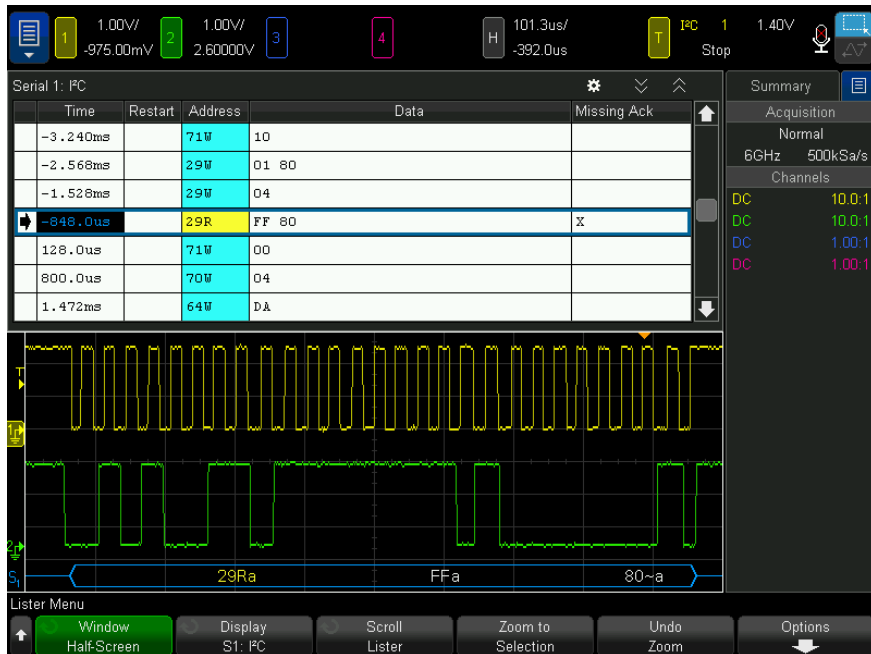 1 1.00V/ -975.00mV
2 1.00V/ 2.60000V
3
4
H 101.3us/ -392.0us
T I²C 1 1.40V
Stop
Serial 1: I²C
Time Restart Address Data Missing Ack
-3.240ms 71W 10
-2.568ms 29W 01 80
-1.528ms 29W 04
-848.0us 29R FF 80 X
128.0us 71W 00
800.0us 70W 04
1.472ms 64W DA
Summary
Acquisition
Normal
6GHz 500kSa/s
Channels
DC 10.0:1
DC 10.0:1
DC 1.00:1
DC 1.00:1
T
1
2
S1 29Ra FFa 80~a
Lister Menu
Window
Half-Screen
Display
S1: I²C
Scroll
Lister
Zoom to
Selection
Undo
Zoom
Options